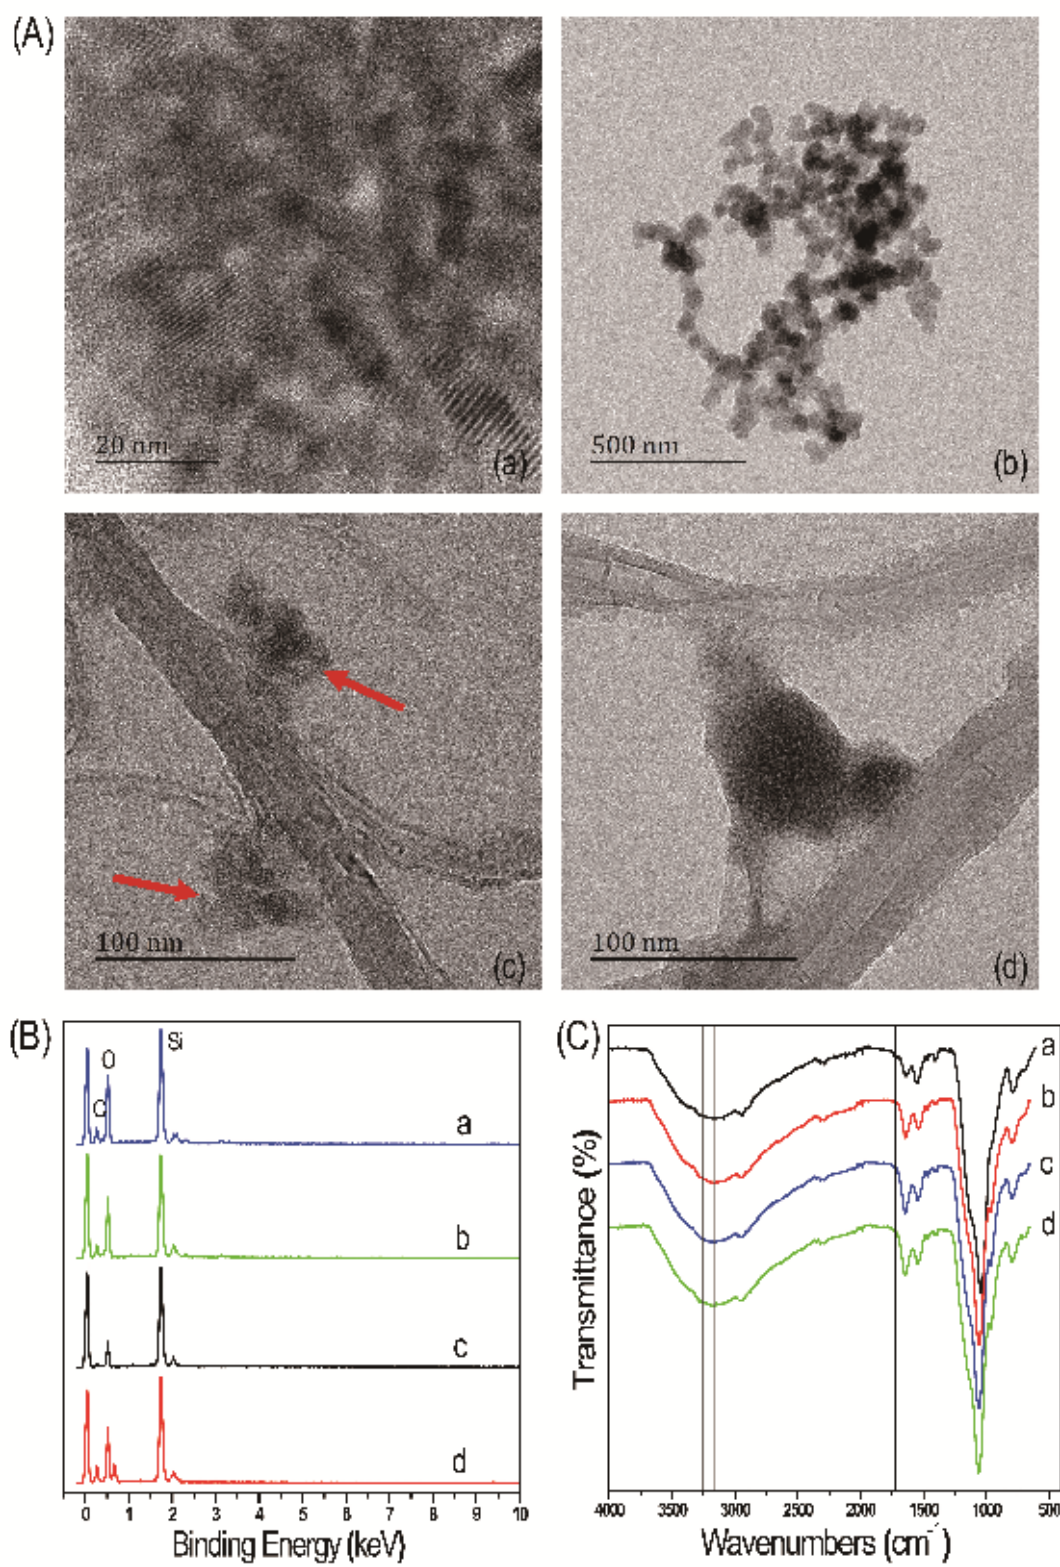 (A)
20 nm
(a)
500 nm
(b)
100 nm
(c)
100 nm
(d)
(B)
Si
O
C
a
b
c
d
0 1 2 3 4 5 6 7 8 9 10
Binding Energy (keV)
(C)
a
b
c
d
Transmittance (%)
4000 3500 3000 2500 2000 1500 1000 500
Wavenumbers (cm⁻¹)